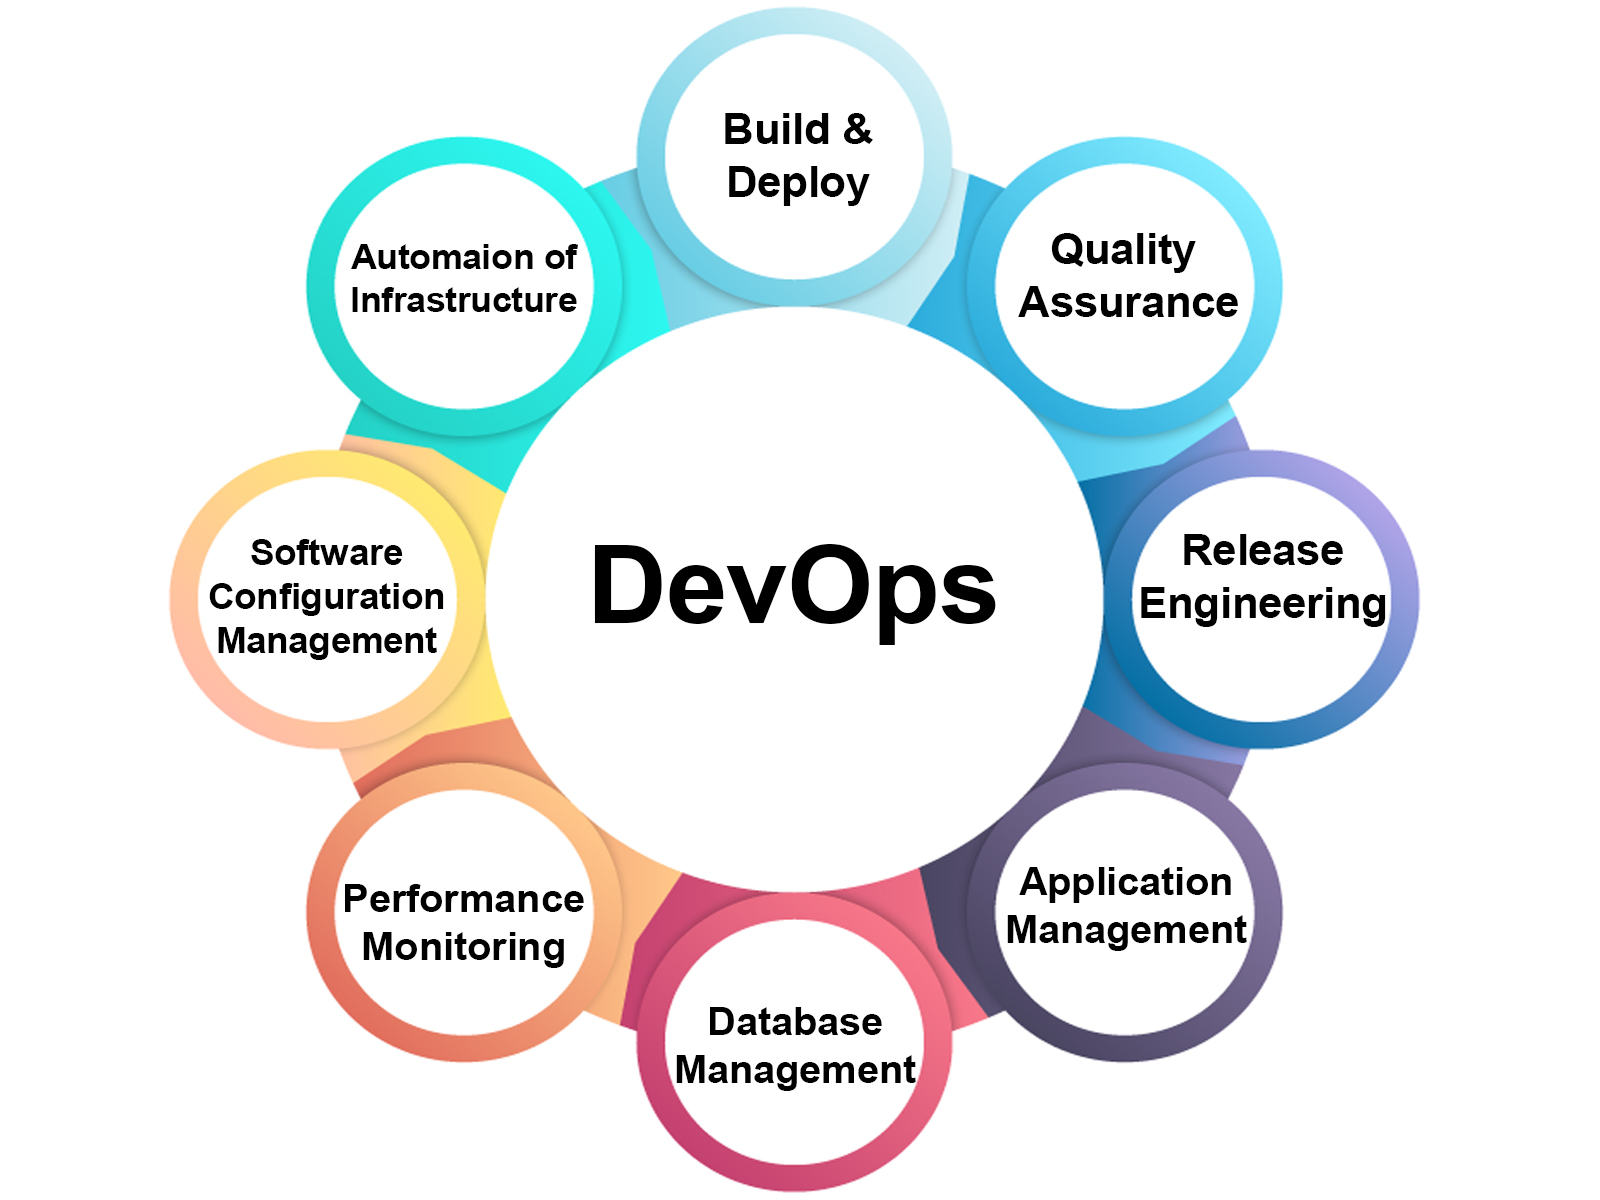 Build &
Deploy
Quality
Assurance
Release
Engineering
Application
Management
Database
Management
Performance
Monitoring
Software
Configuration
Management
Automaion of
Infrastructure
DevOps